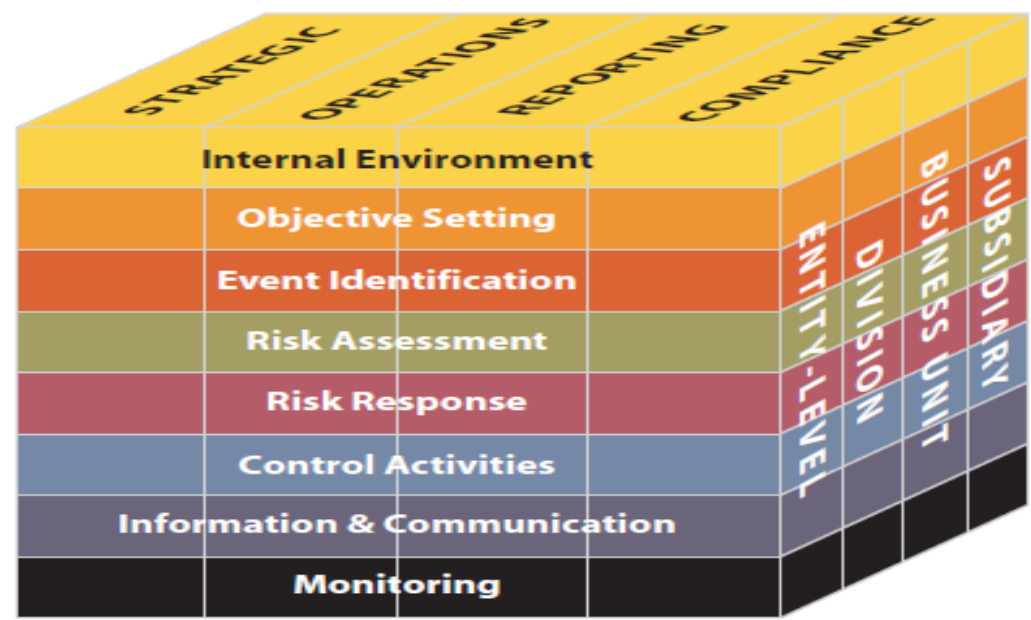 STRATEGIC
OPERATIONS
REPORTING
COMPLIANCE
Internal Environment
Objective Setting
Event Identification
Risk Assessment
Risk Response
Control Activities
Information & Communication
Monitoring
ENTITY-LEVEL
DIVISION
BUSINESS UNIT
SUBSIDIARY